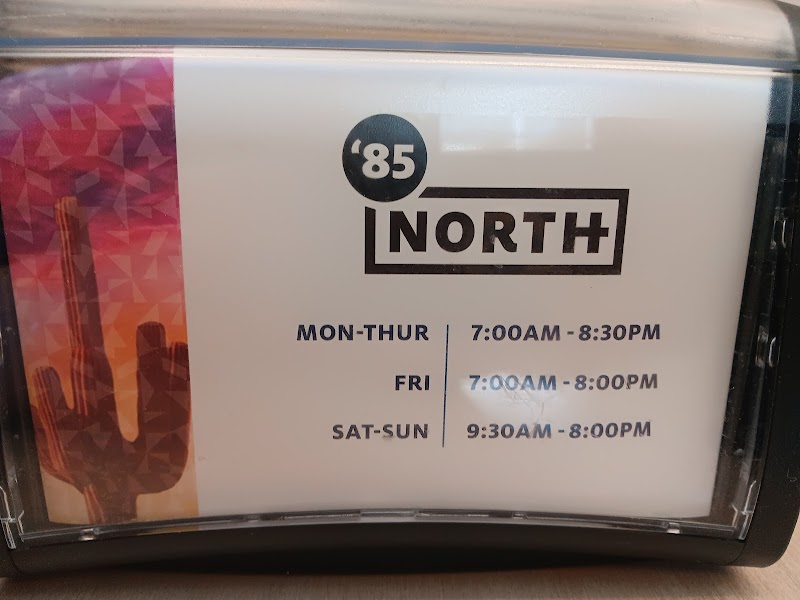 ‘85
NORTH
MON-THUR 7:00AM - 8:30PM
FRI 7:00AM - 8:00PM
SAT-SUN 9:30AM - 8:00PM